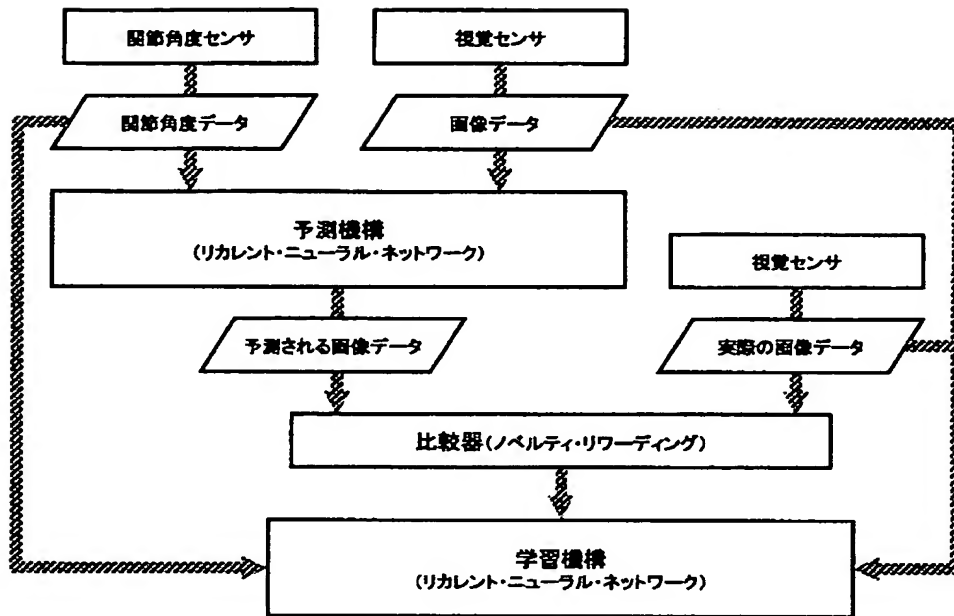 関節角度センサ
視覚センサ
関節角度データ
画像データ
予測機構
(リカレント・ニューラル・ネットワーク)
視覚センサ
予測される画像データ
実際の画像データ
比較器(ノベルティ・リワーディング)
学習機構
(リカレント・ニューラル・ネットワーク)